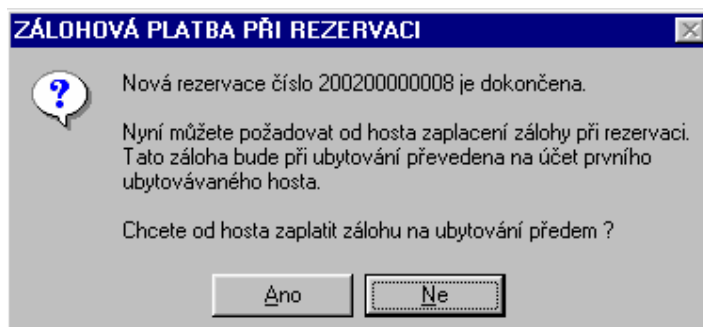 ZÁLOHOVÁ PLATBA PŘI REZERVACI
Nová rezervace číslo 200200000008 je dokončena.
Nyní můžete požadovat od hosta zaplacení zálohy při rezervaci.
Tato záloha bude při ubytování převedena na účet prvního
ubytovávaného hosta.
Chcete od hosta zaplatit zálohu na ubytování předem ?
Ano
Ne